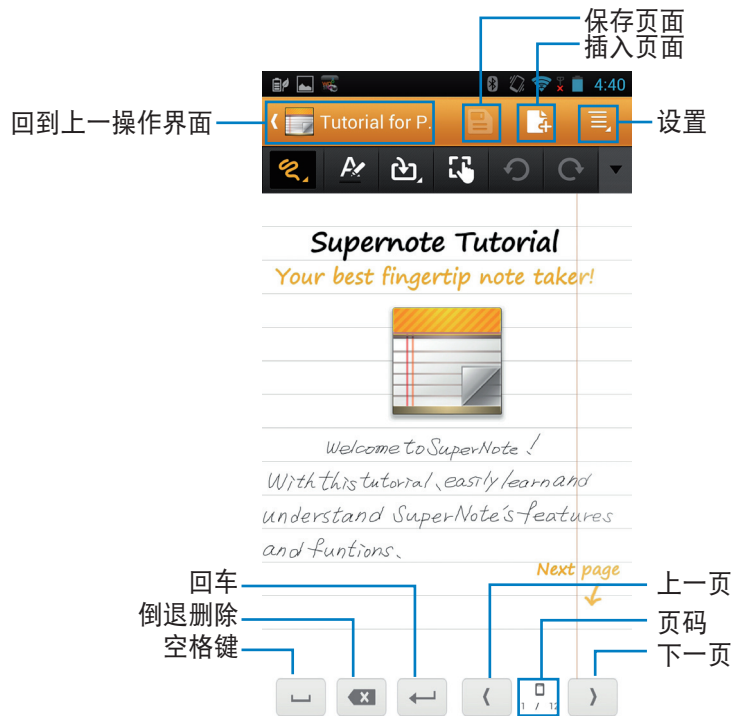 保存页面
插入页面
4:40
回到上一操作界面
Tutorial for P.
设置
Supernote Tutorial
Your best fingertip note taker!
Welcome to SuperNote !
With this tutorial, easily learn and
understand SuperNote's features
and funtions.
Next page
回车
上一页
倒退删除
页码
空格键
下一页
1 / 12